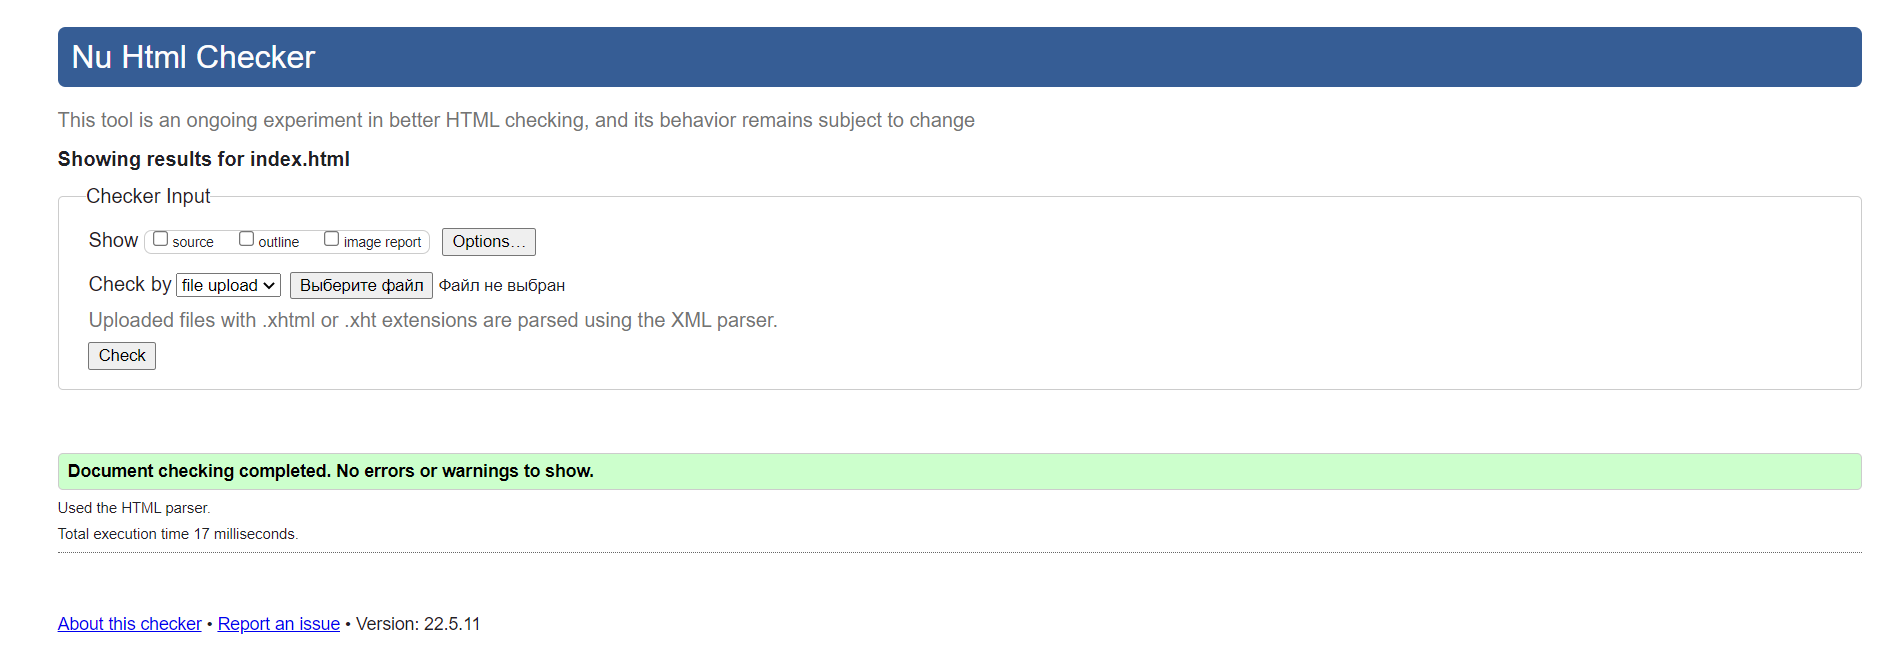 Nu Html Checker
This tool is an ongoing experiment in better HTML checking, and its behavior remains subject to change
Showing results for index.html
Checker Input
Show source outline image report Options…
Check by file upload Выберите файл Файл не выбран
Uploaded files with .xhtml or .xht extensions are parsed using the XML parser.
Check
Document checking completed. No errors or warnings to show.
Used the HTML parser.
Total execution time 17 milliseconds.
About this checker • Report an issue • Version: 22.5.11